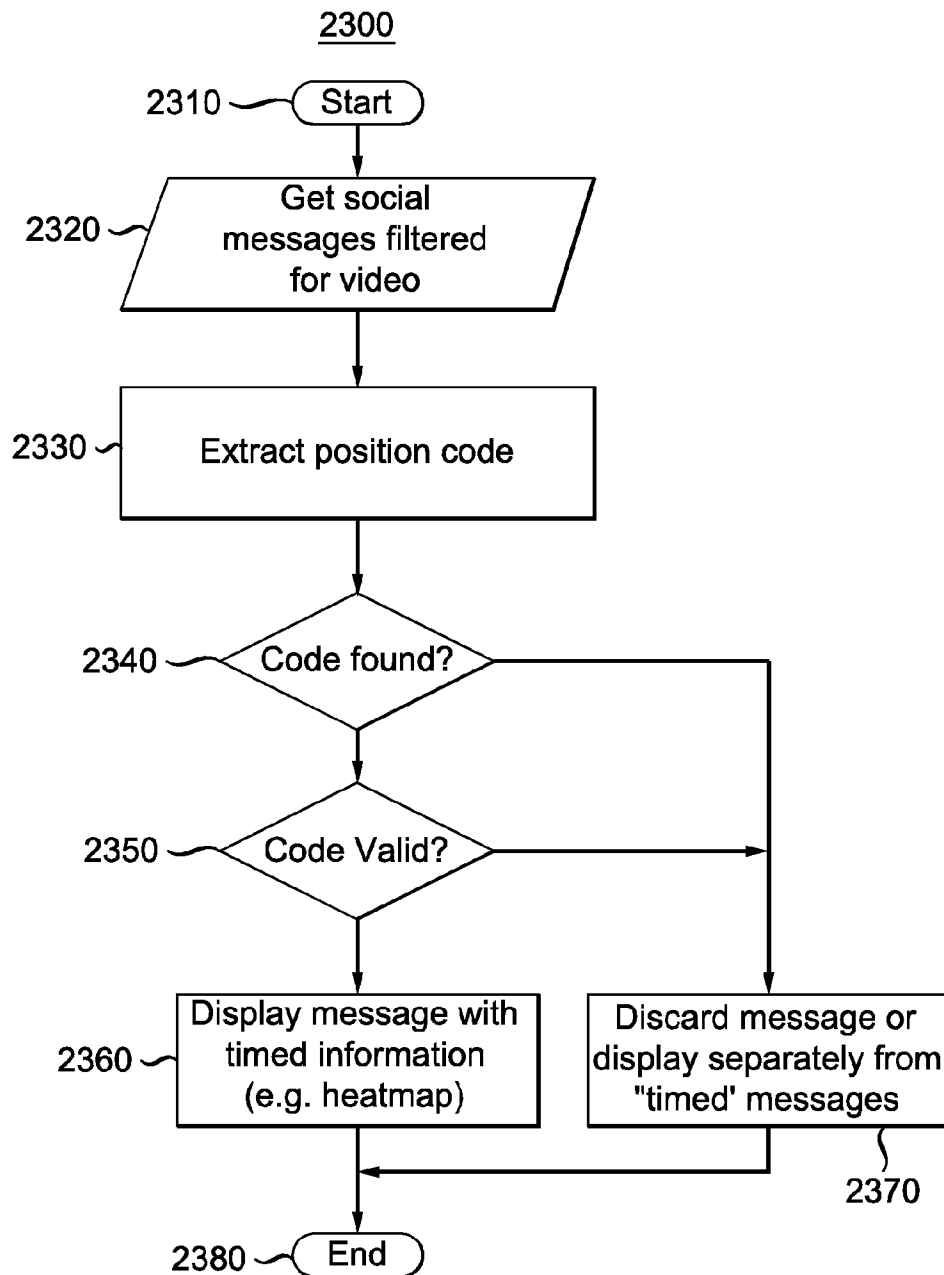 2300
2310
Start
2320
Get social
messages filtered
for video
2330
Extract position code
2340
Code found?
2350
Code Valid?
2360
Display message with
timed information
(e.g. heatmap)
Discard message or
display separately from
"timed' messages
2370
2380
End